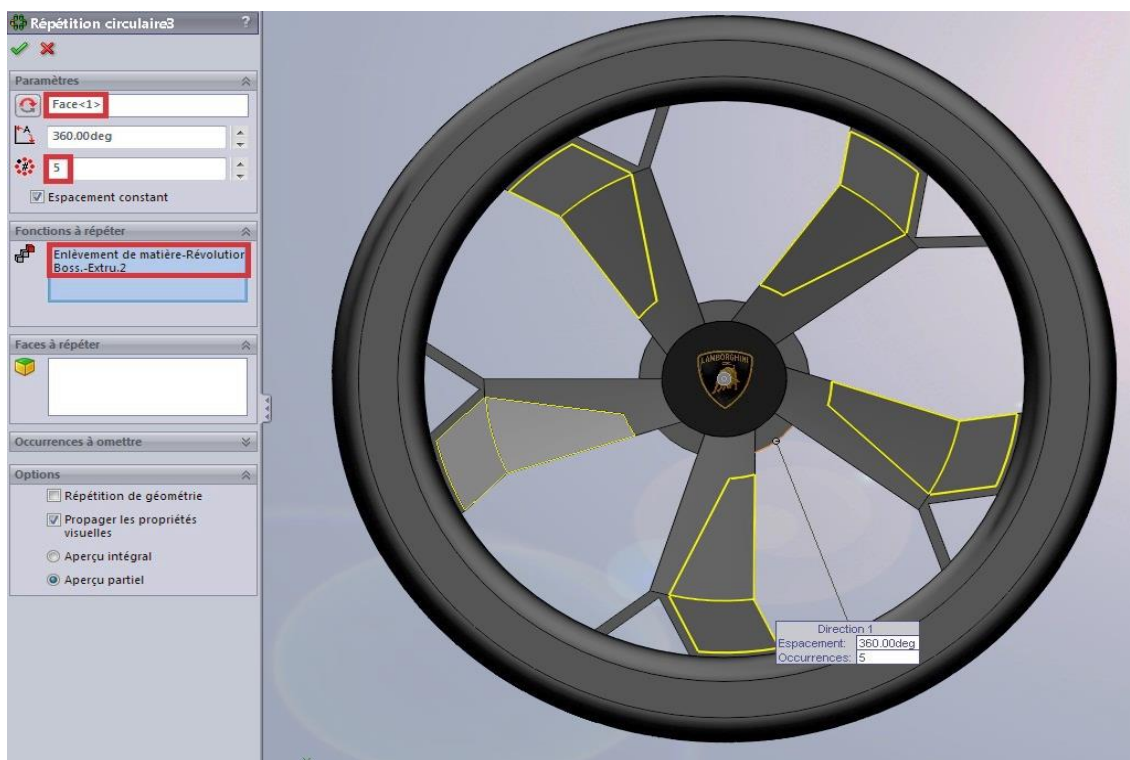 Répétition circulaire3 ?
Paramètres
Face<1>
360.00deg
5
Espacement constant
Fonctions à répéter
Enlèvement de matière-Révolution
Boss.-Extru.2
Faces à répéter
Occurrences à omettre
Options
Répétition de géométrie
Propager les propriétés
visuelles
Aperçu intégral
Aperçu partiel
LAMBORGHINI
Direction 1
Espacement: 360.00deg
Occurrences: 5